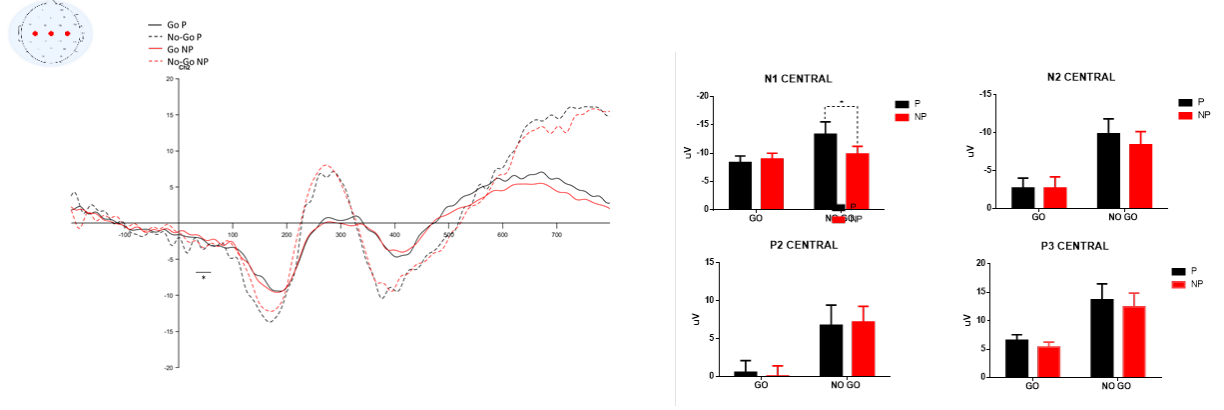 Go P
No-Go P
Go NP
No-Go NP
Ch2
20
15
10
5
-5
-10
-15
-20
-100
100
200
300
400
500
600
700
*
N1 CENTRAL
-20
-15
-10
-5
0
uV
*
GO
NO GO
P
NP
P
NP
N2 CENTRAL
-15
-10
-5
0
uV
GO
NO GO
P
NP
P2 CENTRAL
15
10
5
0
uV
GO
NO GO
P3 CENTRAL
20
15
10
5
0
uV
GO
NO GO
P
NP